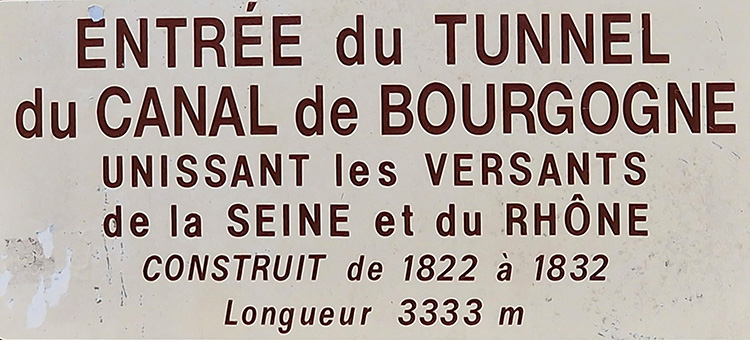 ENTRÉE du TUNNEL
du CANAL de BOURGOGNE
UNISSANT les VERSANTS
de la SEINE et du RHÔNE
CONSTRUIT de 1822 à 1832
Longueur 3333 m